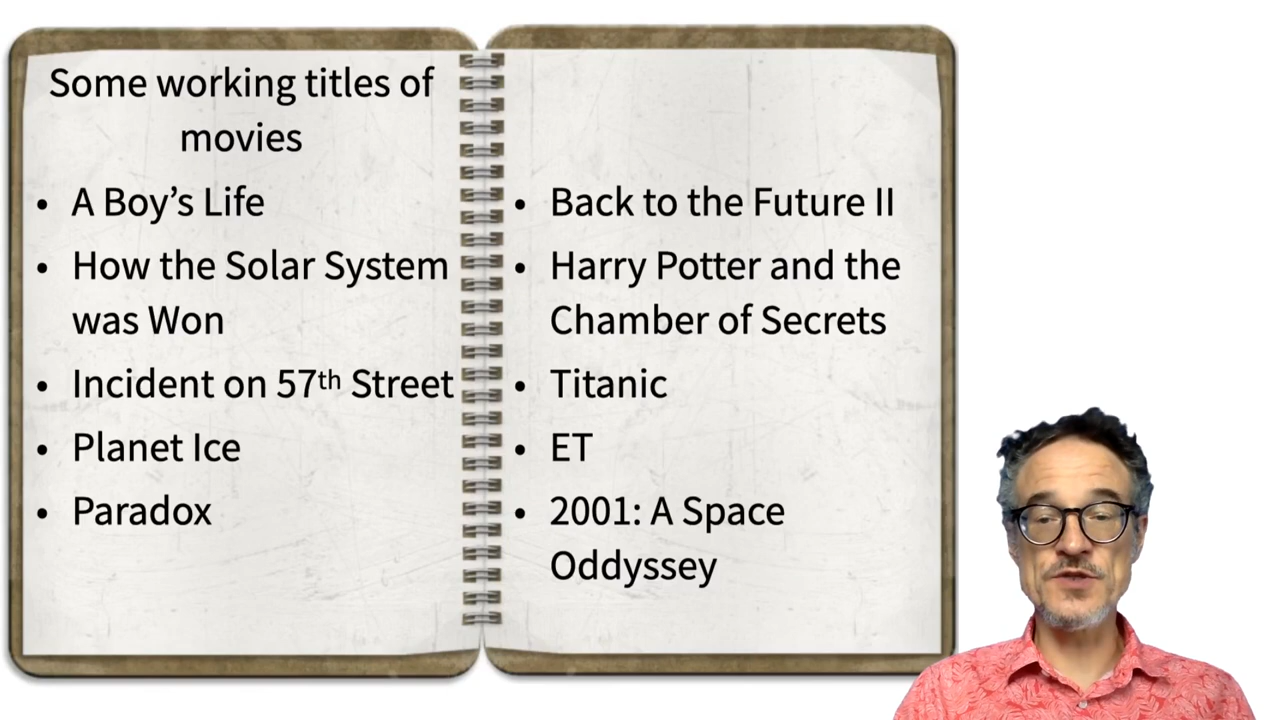 Some working titles of
movies
• A Boy’s Life
• How the Solar System
was Won
• Incident on 57th Street
• Planet Ice
• Paradox
• Back to the Future II
• Harry Potter and the
Chamber of Secrets
• Titanic
• ET
• 2001: A Space
Oddyssey